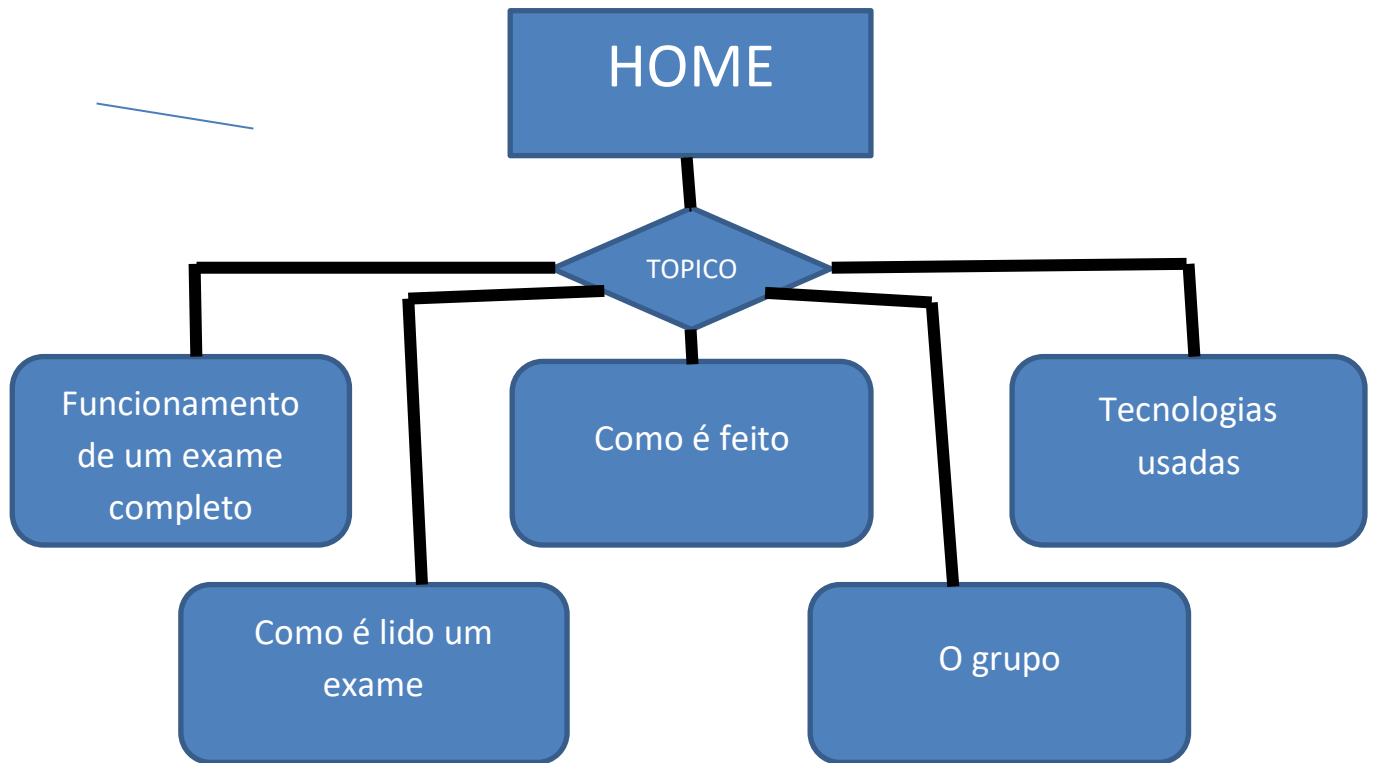 HOME
TOPICO
Funcionamento
de um exame
completo
Como é feito
Tecnologias
usadas
Como é lido um
exame
O grupo